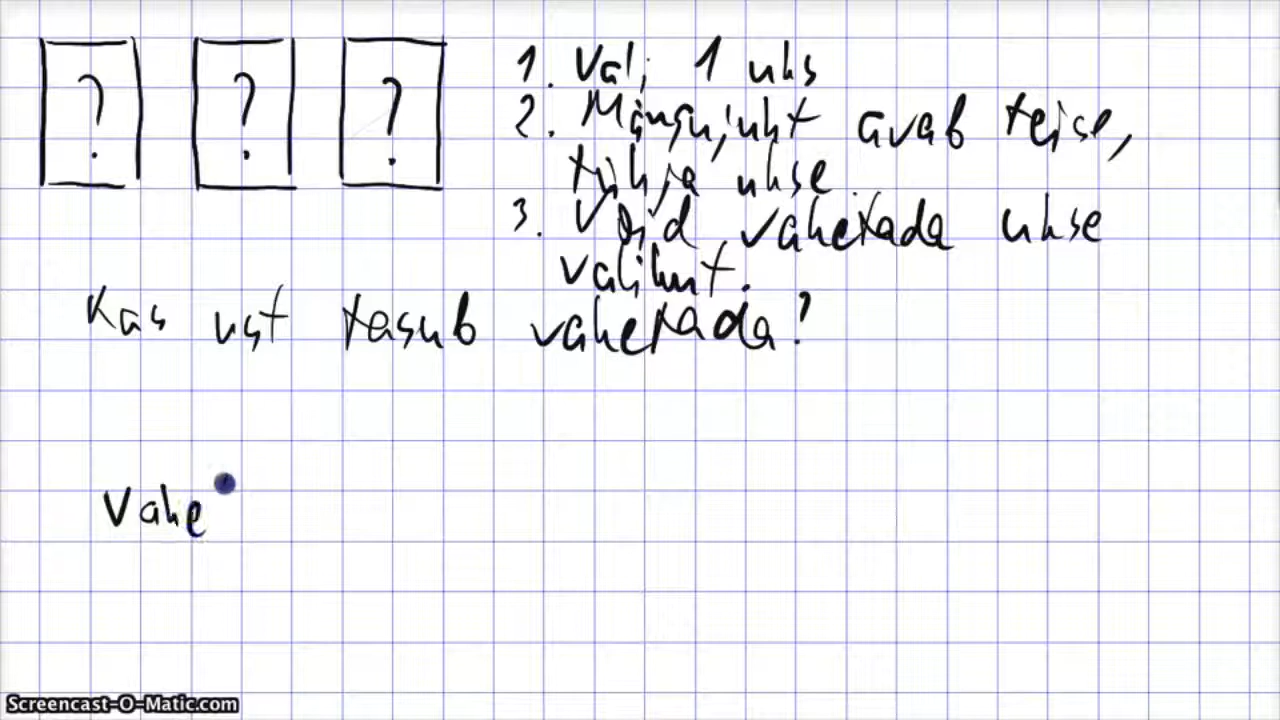 ? ? ?
1. Vali 1 uks
2. Mängujuht avab teise,
tühja ukse
3. Võid vahetada ukse
valikut.
Kas ust tasub vahetada?
Vahe
Screencast-O-Matic.com